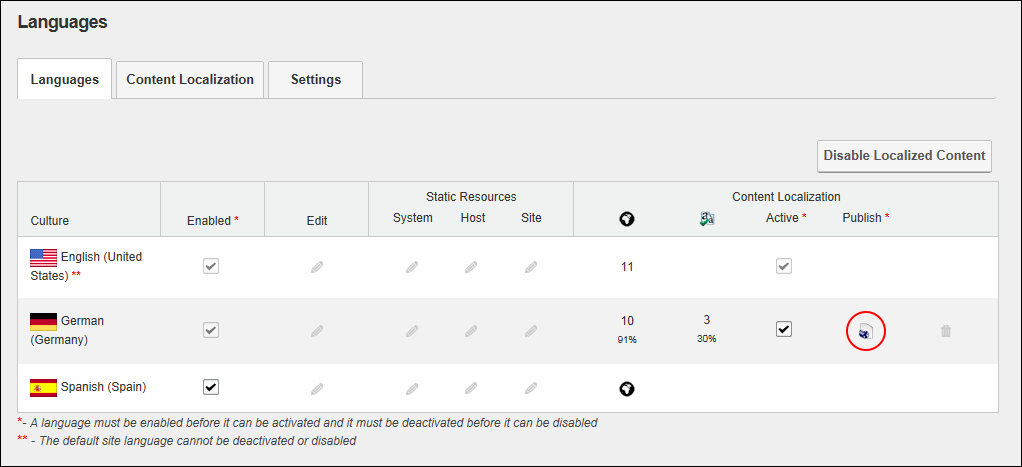 Languages
Languages Content Localization Settings
Disable Localized Content
Static Resources Content Localization
Culture Enabled * Edit System Host Site Active * Publish *
English (United
States) **
11
German
(Germany)
10 3
91% 30%
Spanish (Spain)
*- A language must be enabled before it can be activated and it must be deactivated before it can be disabled
** - The default site language cannot be deactivated or disabled